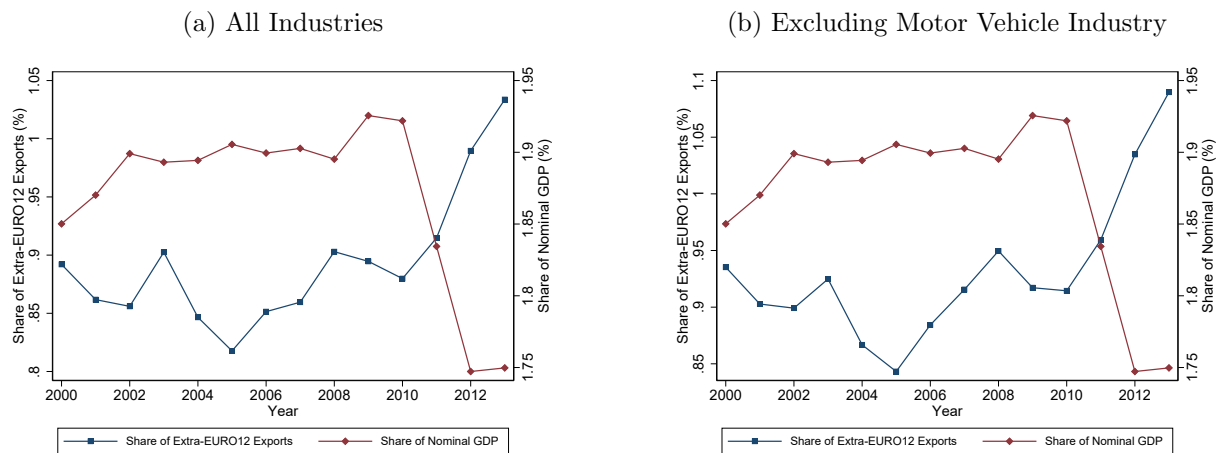 (a) All Industries
Share of Extra-EURO12 Exports (%)
1.05
1
.95
.9
.85
.8
1.95
1.9
1.85
1.8
1.75
Share of Nominal GDP (%)
2000 2002 2004 2006 2008 2010 2012
Year
Share of Extra-EURO12 Exports Share of Nominal GDP
(b) Excluding Motor Vehicle Industry
Share of Extra-EURO12 Exports (%)
1.1
1.05
1
.95
.9
.85
1.95
1.9
1.85
1.8
1.75
Share of Nominal GDP (%)
2000 2002 2004 2006 2008 2010 2012
Year
Share of Extra-EURO12 Exports Share of Nominal GDP